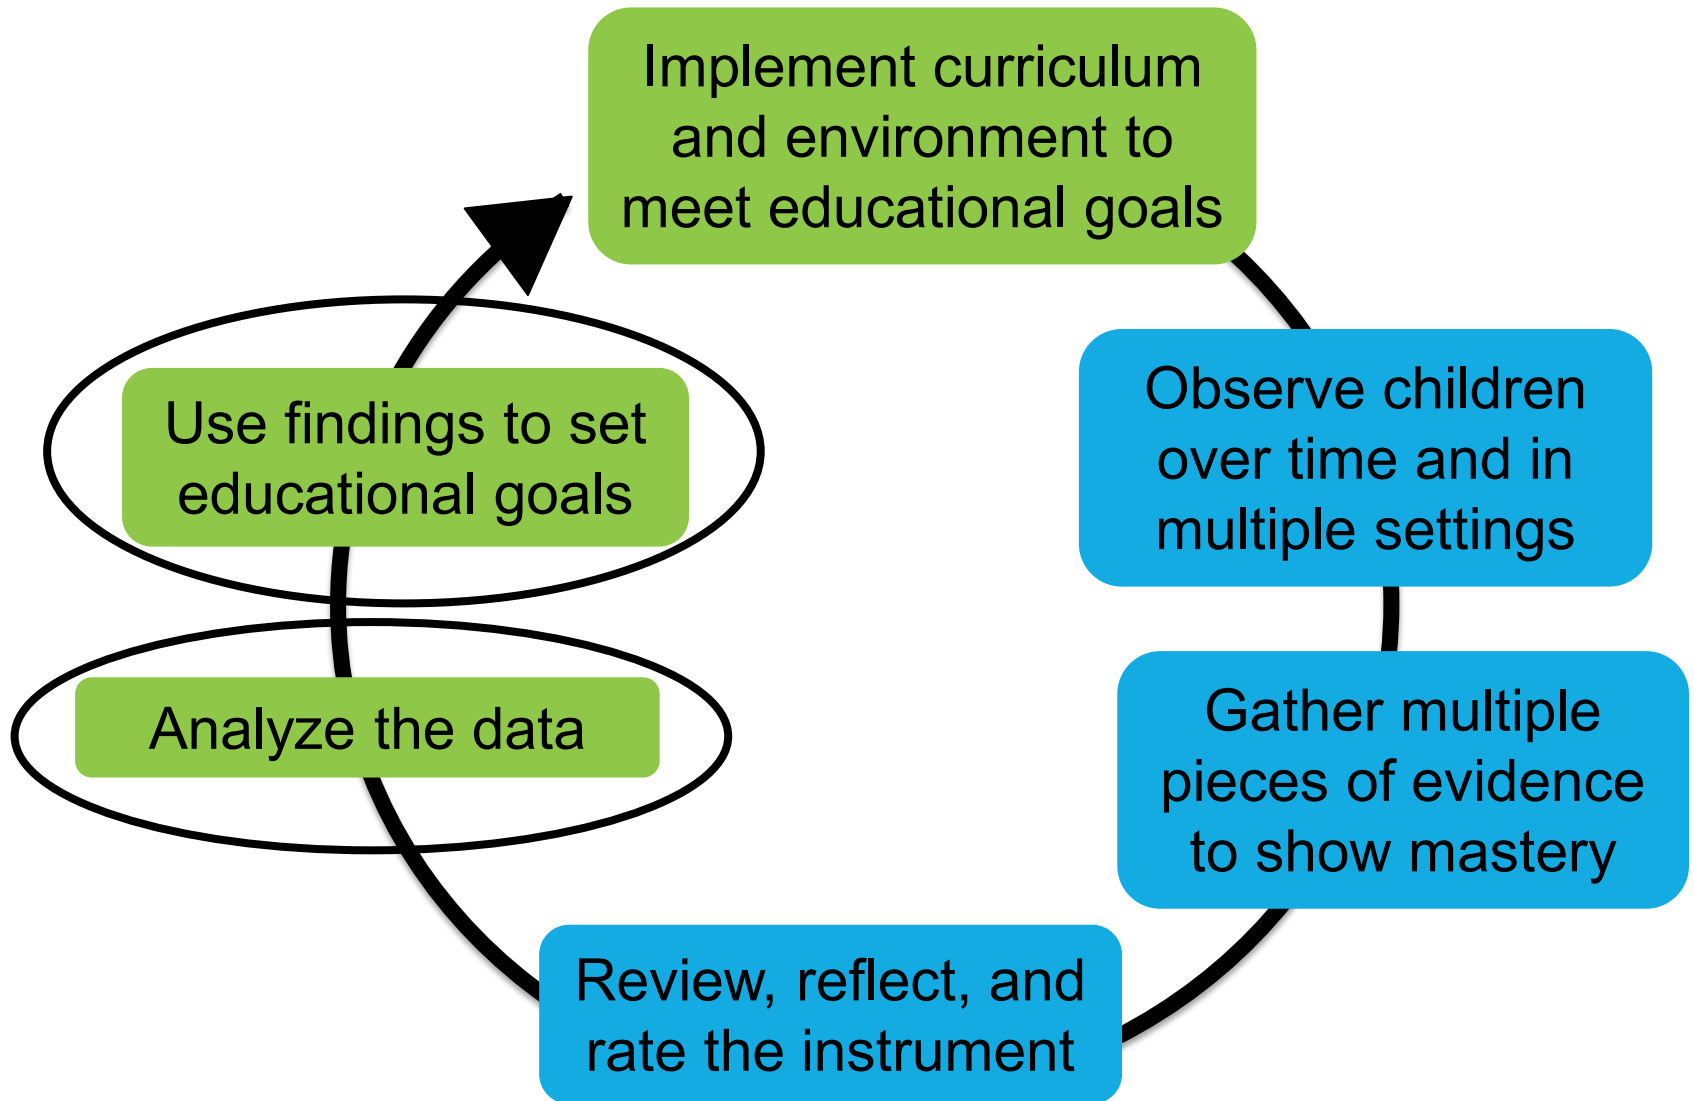 Implement curriculum
and environment to
meet educational goals
Observe children
over time and in
multiple settings
Gather multiple
pieces of evidence
to show mastery
Review, reflect, and
rate the instrument
Analyze the data
Use findings to set
educational goals